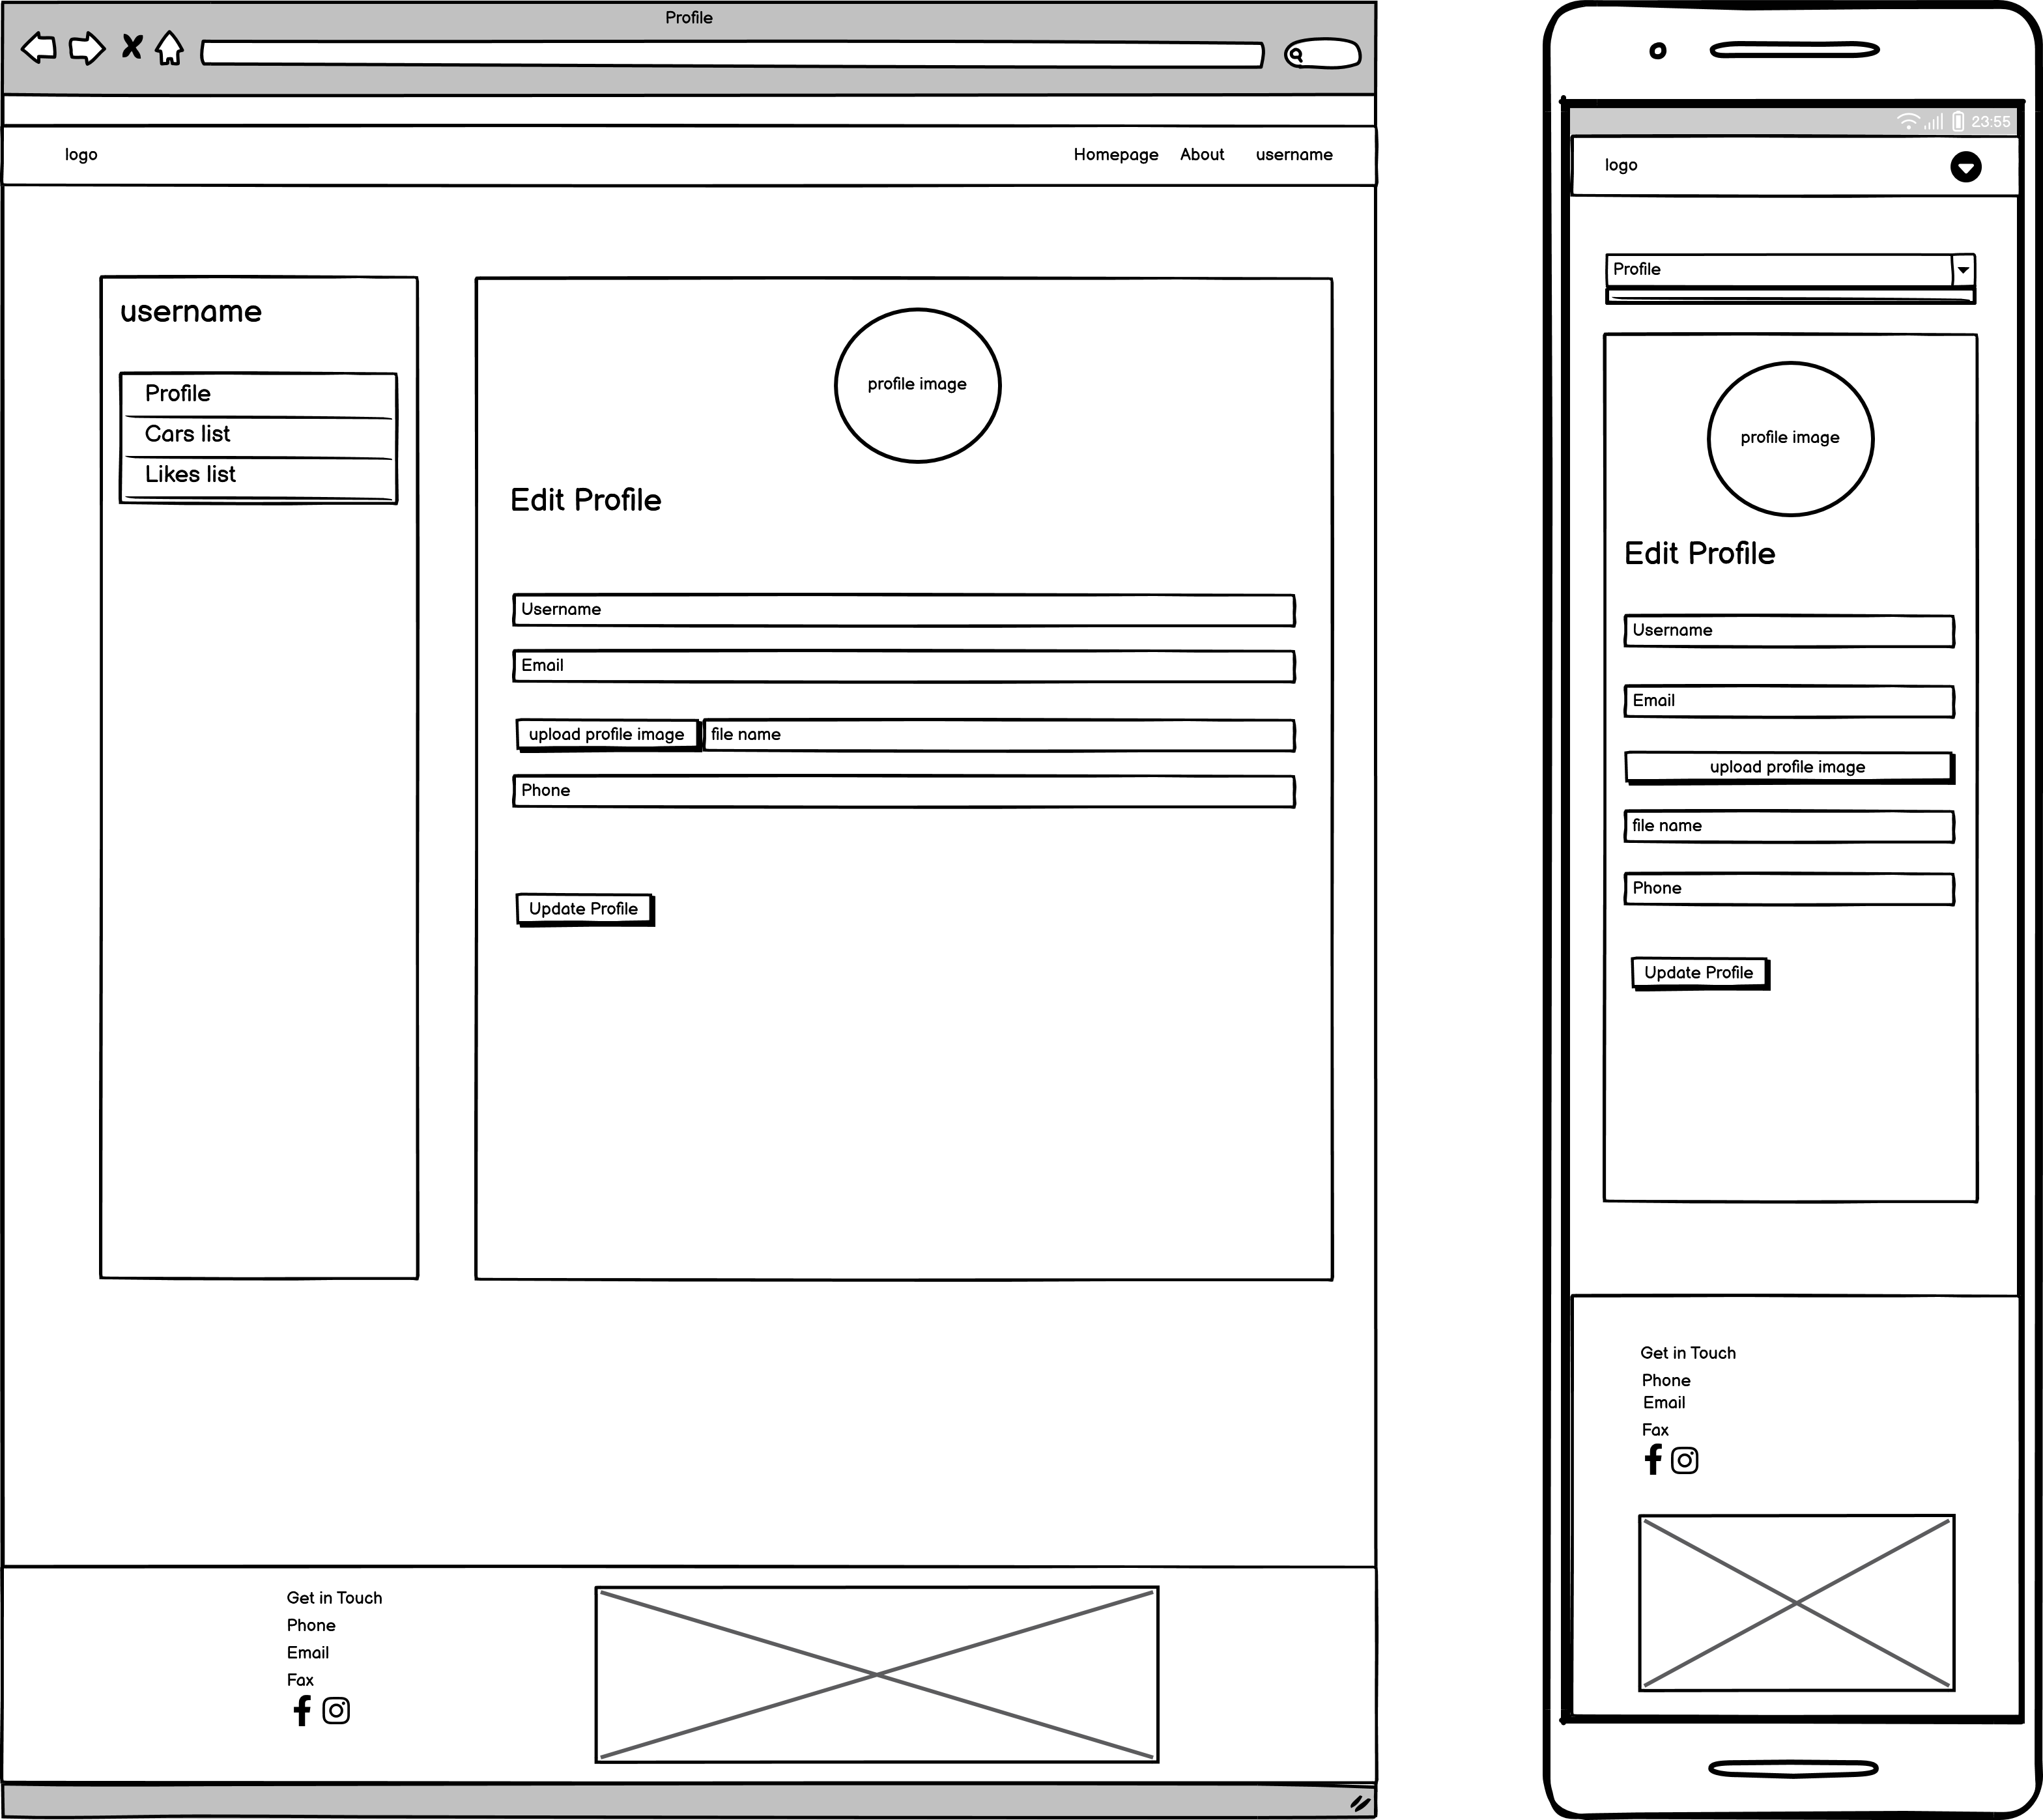 Profile
logo
Homepage About username
username
Profile
Cars list
Likes list
profile image
Edit Profile
Username
Email
upload profile image file name
Phone
Update Profile
Get in Touch
Phone
Email
Fax
23:55
logo
Profile
profile image
Edit Profile
Username
Email
upload profile image
file name
Phone
Update Profile
Get in Touch
Phone
Email
Fax